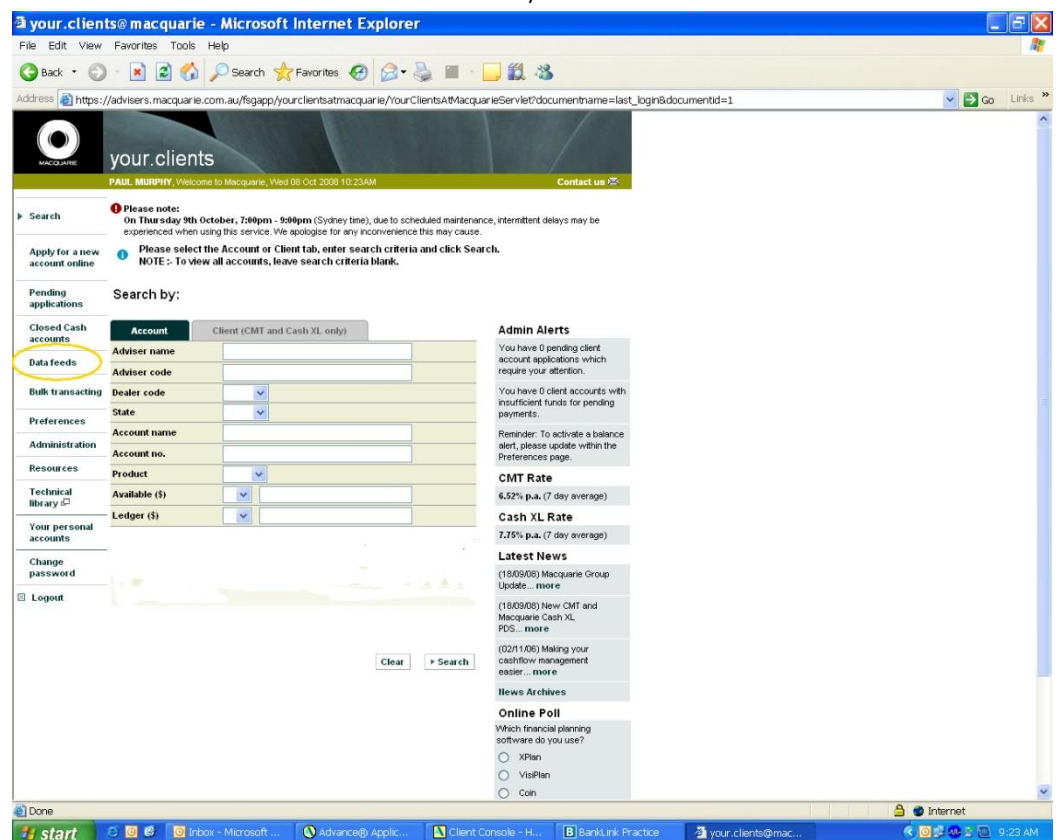 your.clients@macquarie - Microsoft Internet Explorer
File Edit View Favorites Tools Help
Back Search Favorites
Address https://advisers.macquarie.com.au/fsgapp/yourclientsatmacquarie/YourClientsAtMacquarieServlet?documentname=last_login&documentid=1 Go Links »
MACQUARIE
your.clients
PAUL MURPHY, Welcome to Macquarie, Wed 08 Oct 2008 10:23AM Contact us
Search
Apply for a new
account online
Pending
applications
Closed Cash
accounts
Data feeds
Bulk transacting
Preferences
Administration
Resources
Technical
library
Your personal
accounts
Change
password
Logout
Please note:
On Thursday 9th October, 7:00pm - 9:00pm (Sydney time), due to scheduled maintenance, intermittent delays may be
experienced when using this service. We apologise for any inconvenience this may cause.
Please select the Account or Client tab, enter search criteria and click Search.
NOTE :- To view all accounts, leave search criteria blank.
Search by:
Account Client (CMT and Cash XL only)
Adviser name
Adviser code
Dealer code
State
Account name
Account no.
Product
Available ($)
Ledger ($)
Clear Search
Admin Alerts
You have 0 pending client
account applications which
require your attention.
You have 0 client accounts with
insufficient funds for pending
payments.
Reminder: To activate a balance
alert, please update within the
Preferences page.
CMT Rate
6.52% p.a. (7 day average)
Cash XL Rate
7.75% p.a. (7 day average)
Latest News
(18/09/08) Macquarie Group
Update... more
(18/09/08) New CMT and
Macquarie Cash XL
PDS... more
(02/11/06) Making your
cashflow management
easier... more
News Archives
Online Poll
Which financial planning
software do you use?
XPlan
VisiPlan
Coin
Done Internet
start Inbox - Microsoft ... Advance® Applic... Client Console - H... BankLink Practice your.clients@mac... 9:23 AM